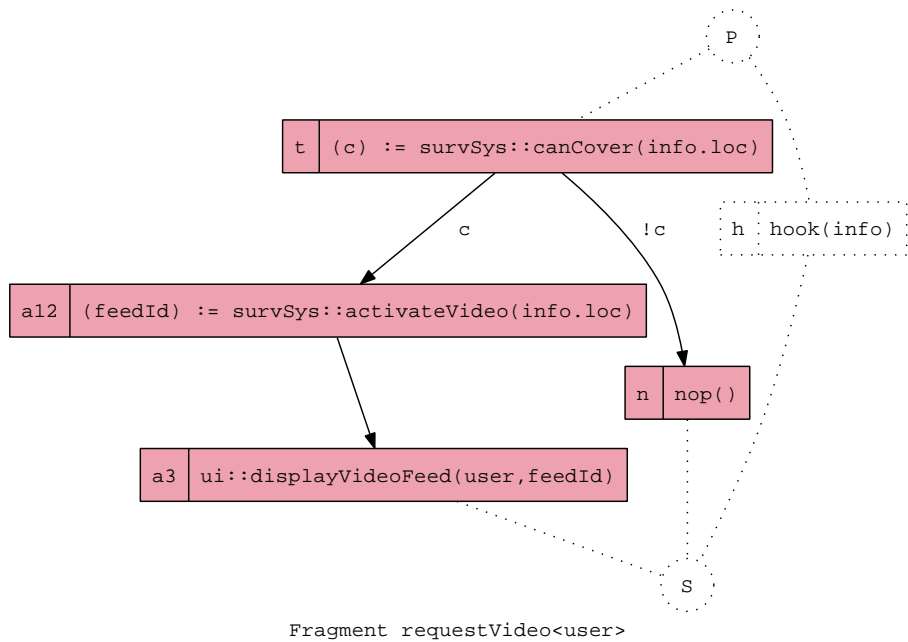 P
t (c) := survSys::canCover(info.loc)
c
!c
h hook(info)
a12 (feedId) := survSys::activateVideo(info.loc)
n nop()
a3 ui::displayVideoFeed(user,feedId)
S
Fragment requestVideo<user>